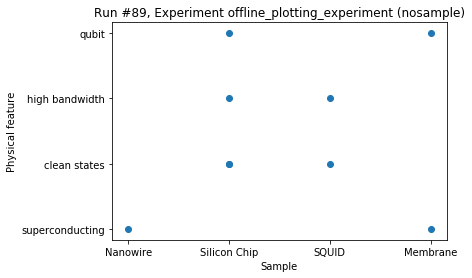 Run #89, Experiment offline_plotting_experiment (nosample)
qubit
high bandwidth
clean states
superconducting
Physical feature
Nanowire Silicon Chip SQUID Membrane
Sample